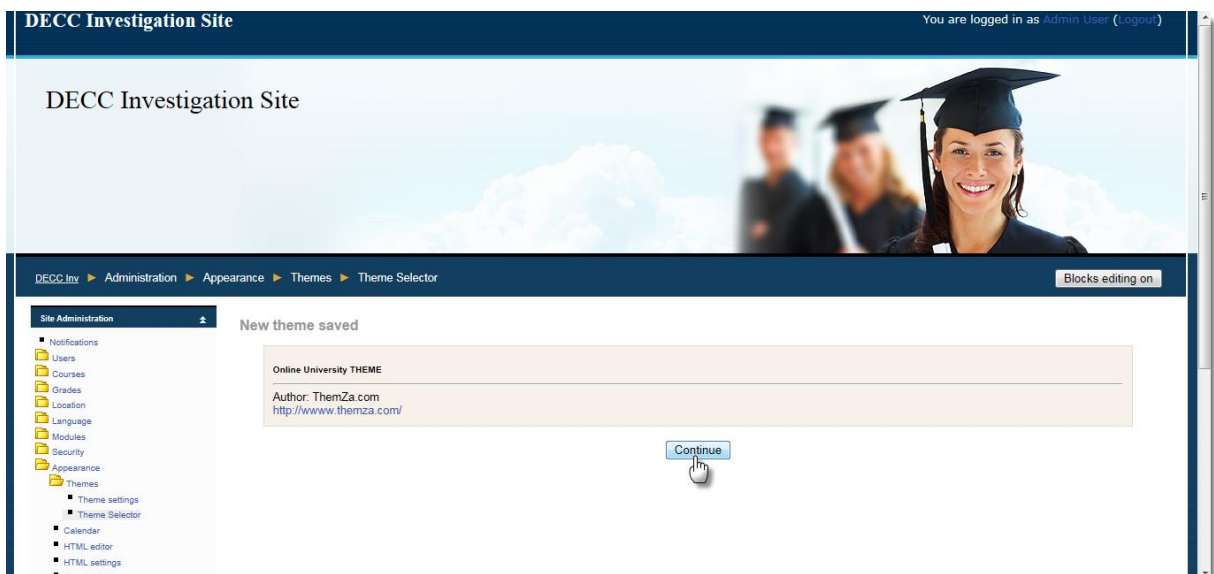 DECC Investigation Site
You are logged in as Admin User (Logout)
DECC Investigation Site
DECC Inv ► Administration ► Appearance ► Themes ► Theme Selector
Blocks editing on
Site Administration
Notifications
Users
Courses
Grades
Location
Language
Modules
Security
Appearance
Themes
Theme settings
Theme Selector
Calendar
HTML editor
HTML settings
New theme saved
Online University THEME
Author: ThemZa.com
http://wwww.themza.com/
Continue